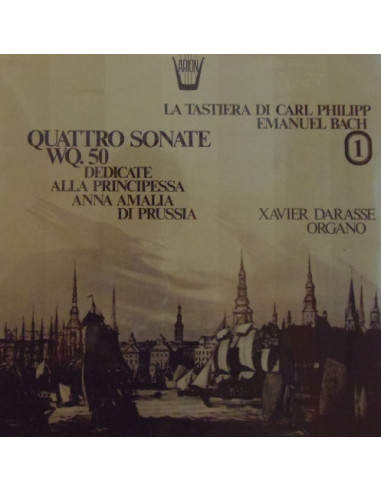 ARION
LA TASTIERA DI CARL PHILIPP
EMANUEL BACH
1
QUATTRO SONATE
WQ. 50
DEDICATE
ALLA PRINCIPESSA
ANNA AMALIA
DI PRUSSIA
XAVIER DARASSE
ORGANO